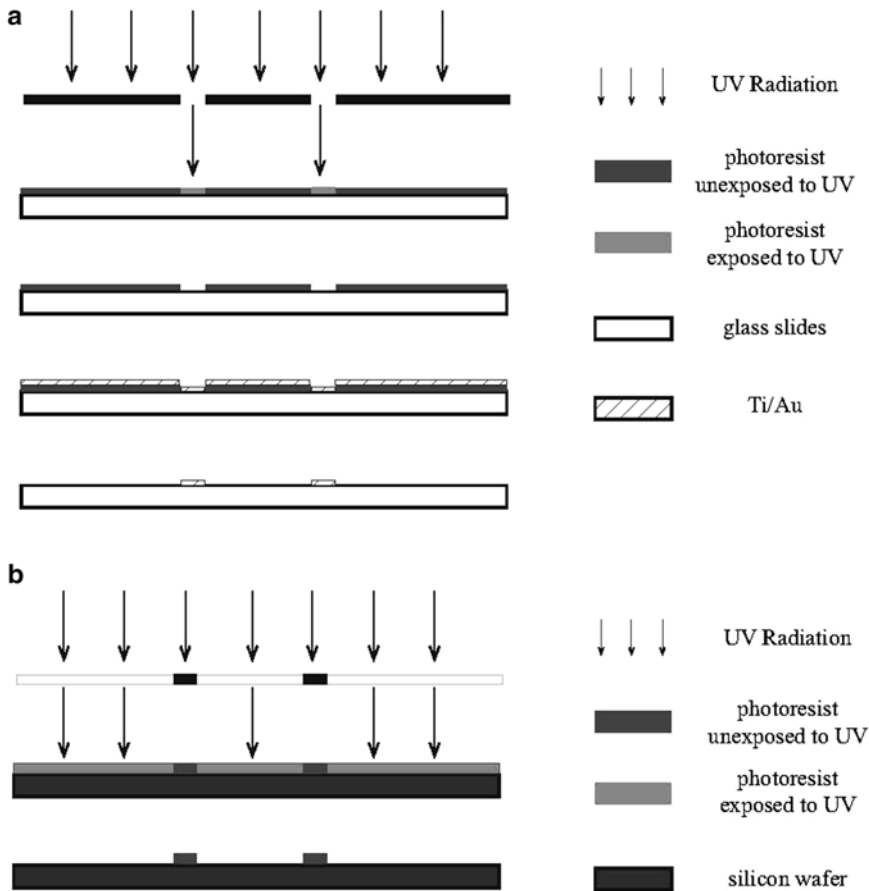 a
UV Radiation
photoresist
unexposed to UV
photoresist
exposed to UV
glass slides
Ti/Au
b
UV Radiation
photoresist
unexposed to UV
photoresist
exposed to UV
silicon wafer